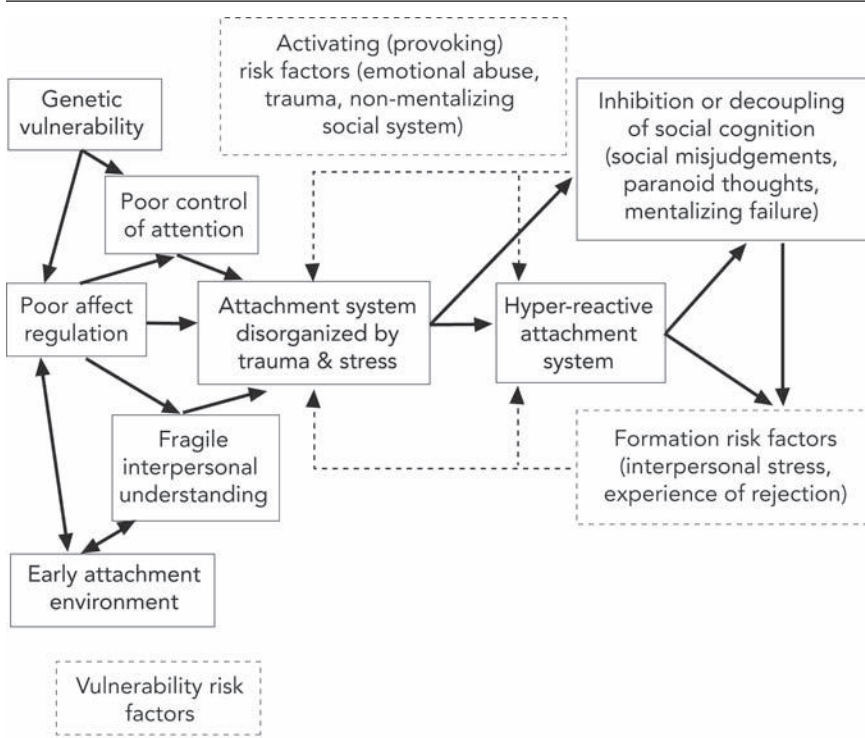 Activating (provoking)
risk factors (emotional abuse,
trauma, non-mentalizing
social system)
Genetic
vulnerability
Inhibition or decoupling
of social cognition
(social misjudgements,
paranoid thoughts,
mentalizing failure)
Poor control
of attention
Poor affect
regulation
Attachment system
disorganized by
trauma & stress
Hyper-reactive
attachment
system
Fragile
interpersonal
understanding
Formation risk factors
(interpersonal stress,
experience of rejection)
Early attachment
environment
Vulnerability risk
factors